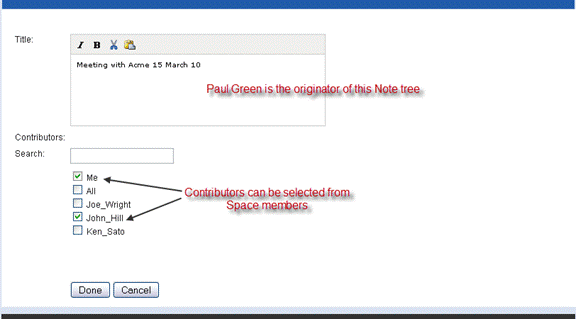 Title:
I B
Meeting with Acme 15 March 10
Paul Green is the originator of this Note tree
Contributors:
Search:
Me
All
Joe_Wright
John_Hill
Ken_Sato
Contributors can be selected from
Space members
Done Cancel